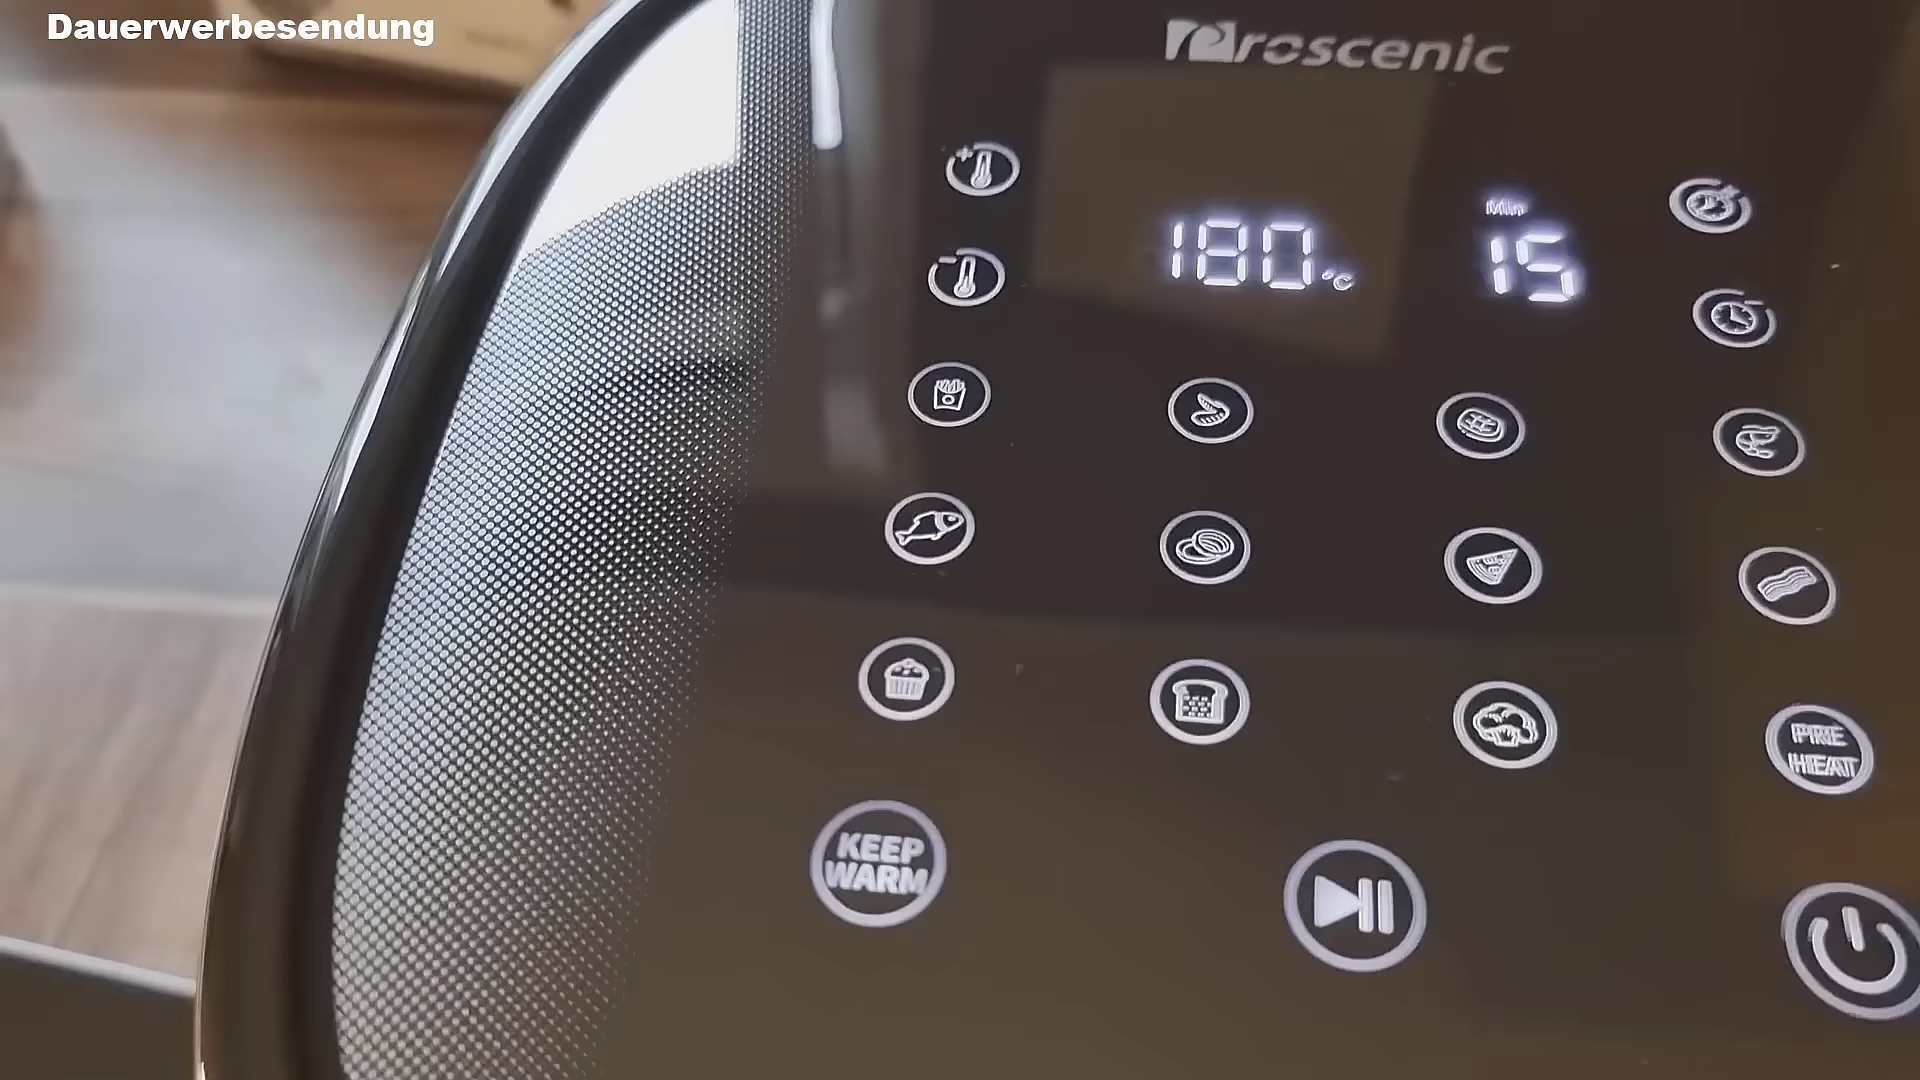 Dauerwerbesendung
Proscenic
Min
180°C
15
PRE
HEAT
KEEP
WARM